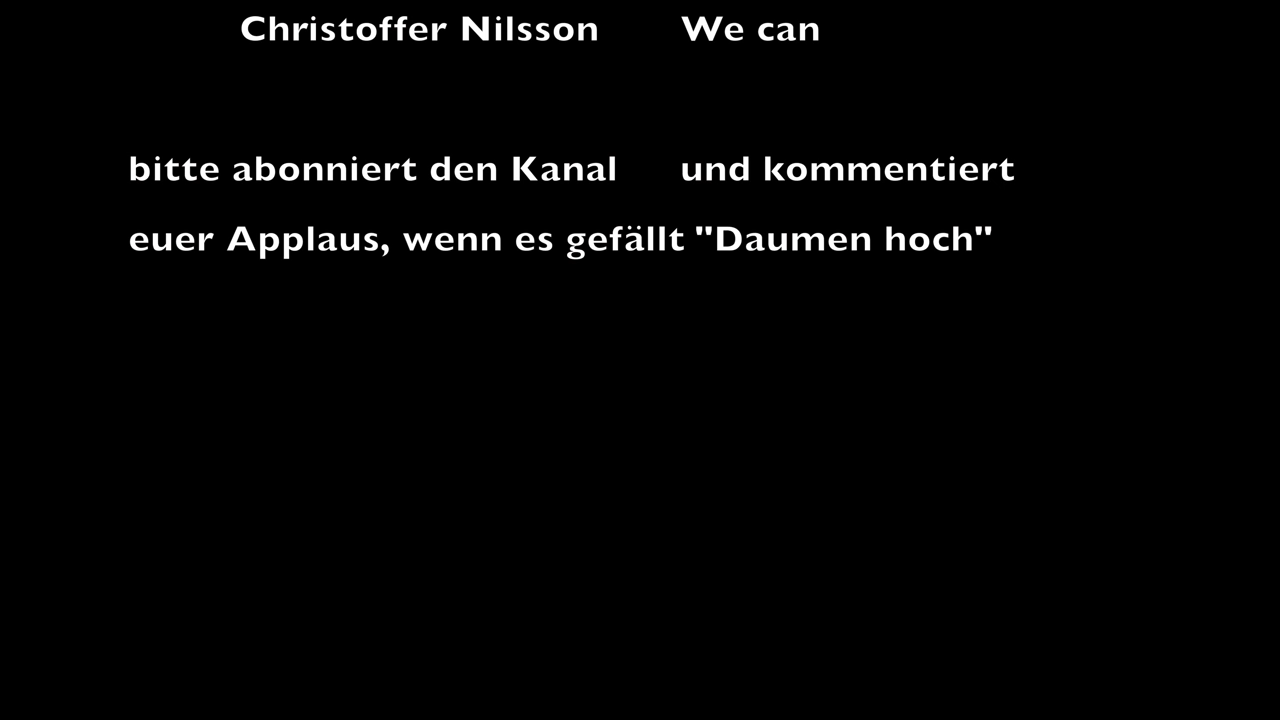 Christoffer Nilsson We can
bitte abonniert den Kanal und kommentiert
euer Applaus, wenn es gefällt "Daumen hoch"